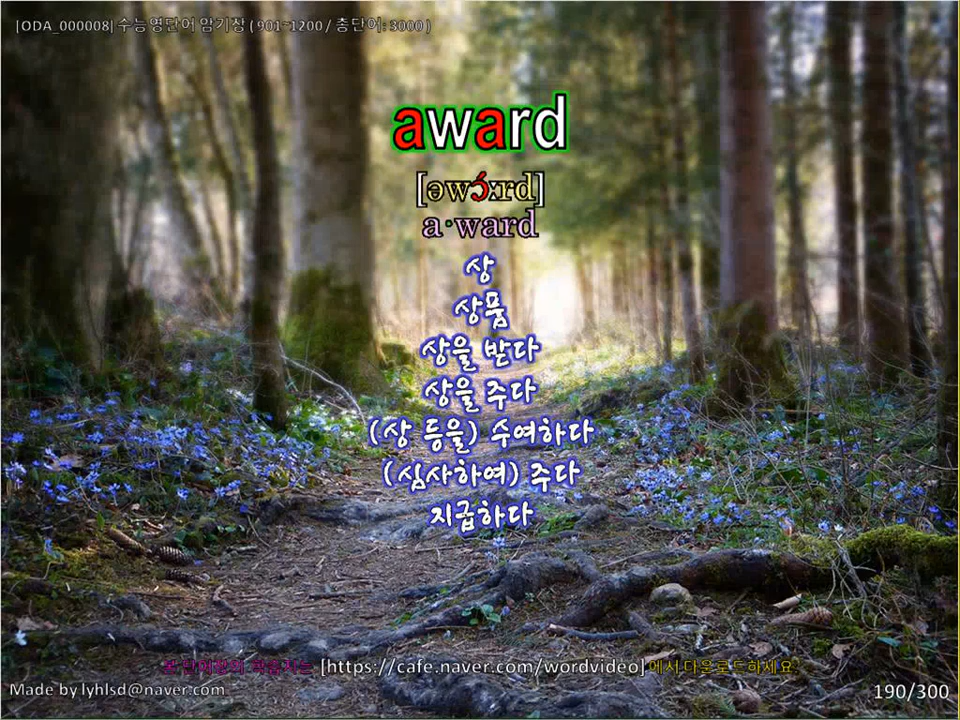 [ODA_000008] 수능영단어 암기장 ( 901~1200 / 총단어: 3000 )
award
[əwɔ́ːrd]
a·ward
상
상품
상을 받다
상을 주다
(상 등을) 수여하다
(심사하여) 주다
지급하다
본 단어장의 학습지는 [https://cafe.naver.com/wordvideo] 에서 다운로드하세요
Made by lyhlsd@naver.com
190/300